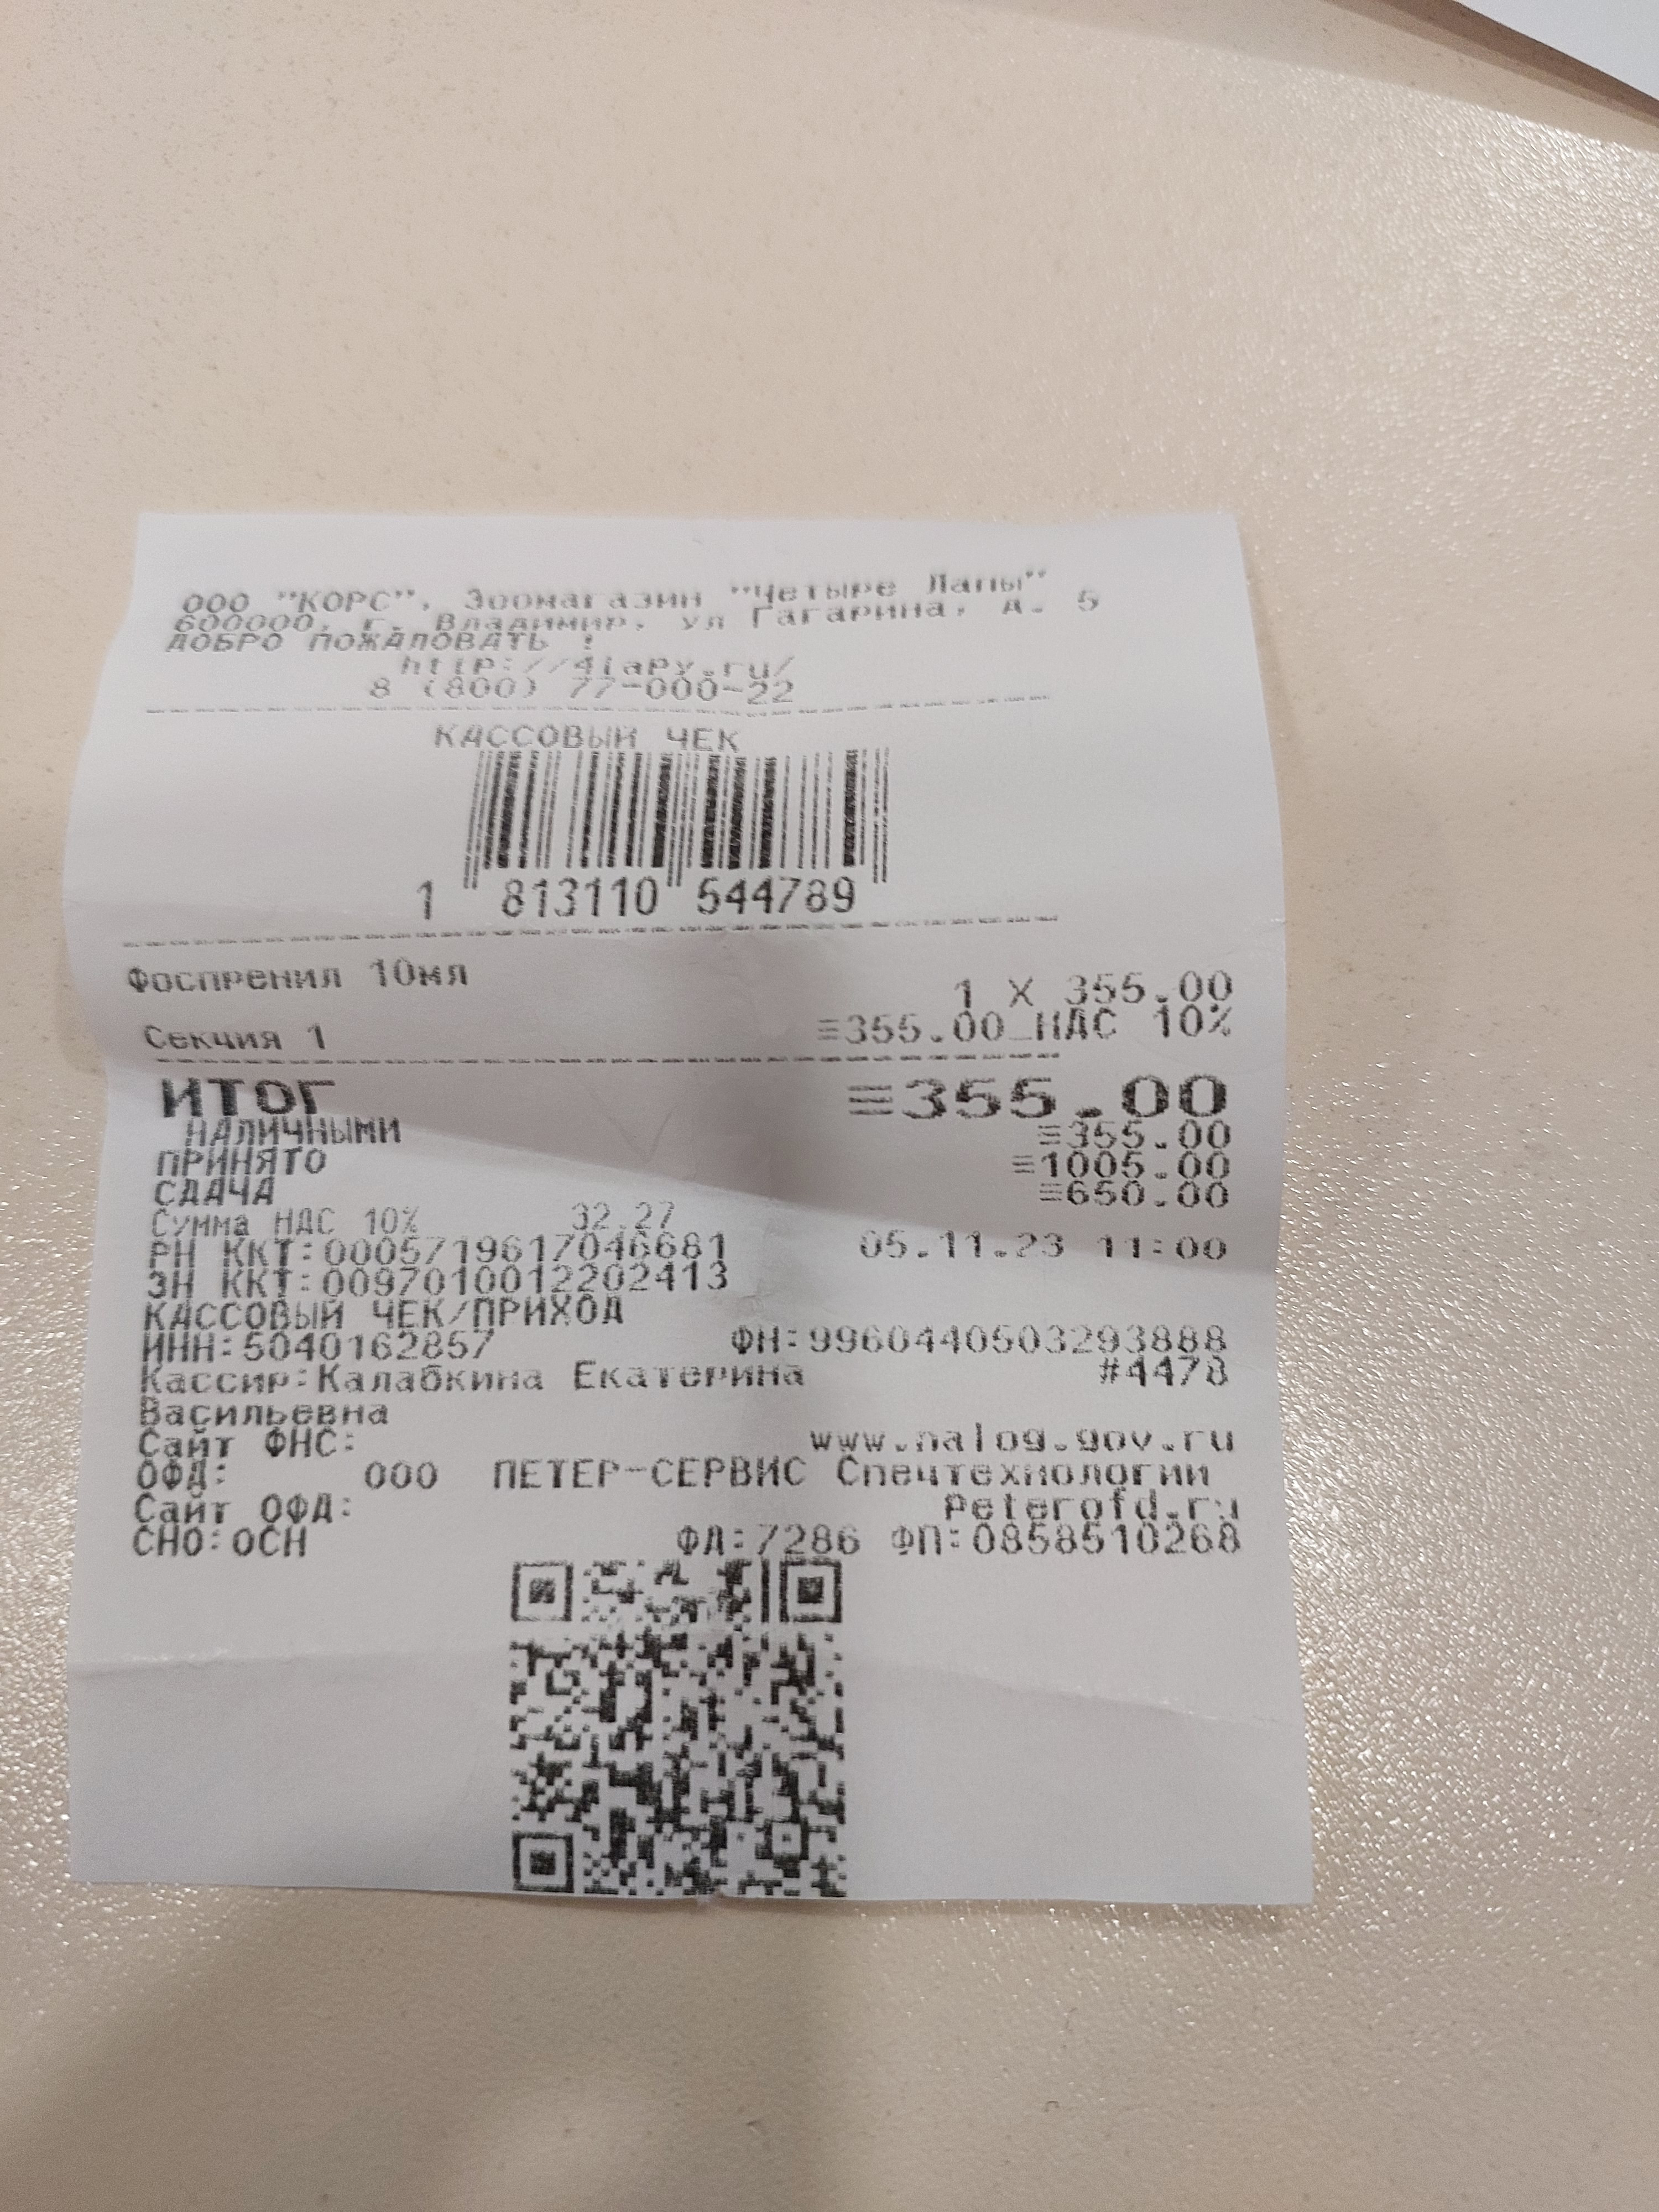 ООО "КОРС", Зоомагазин "Четыре Лапы"
600000, г. Владимир, ул Гагарина, д. 5
ДОБРО ПОЖАЛОВАТЬ !
http://4lapy.ru/
8 (800) 77-000-22
КАССОВЫЙ ЧЕК
1 813110 544789
Фоспренил 10мл
1 X 355.00
Секция 1 ≡355.00_НДС 10%
ИТОГ ≡355.00
НАЛИЧНЫМИ ≡355.00
ПРИНЯТО ≡1005.00
СДАЧА ≡650.00
Сумма НДС 10% 32.27
РН ККТ:0005719617046681 05.11.23 11:00
ЗН ККТ:00970100122024​13
КАССОВЫЙ ЧЕК/ПРИХОД
ИНН:5040162857 ФН:9960440503293888
Кассир:Калабкина Екатерина #4478
Васильевна
Сайт ФНС: www.nalog.gov.ru
ОФД: ООО ПЕТЕР-СЕРВИС Спецтехнологии
Сайт ОФД: Peterofd.ru
СНО:ОСН ФД:7286 ФП:0858510268